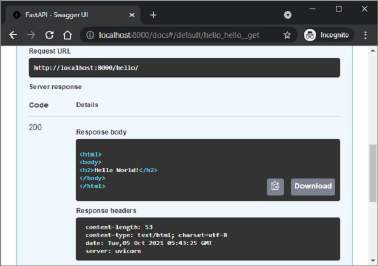 FastAPI - Swagger UI
localhost:8000/docs#/default/hello_hello__get
Incognito
Request URL
http://localhost:8000/hello/
Server response
Code Details
200
Response body
<html>
<body>
<h2>Hello World!</h2>
</body>
</html>
Download
Response headers
content-length: 53
content-type: text/html; charset=utf-8
date: Tue,05 Oct 2021 05:43:25 GMT
server: uvicorn